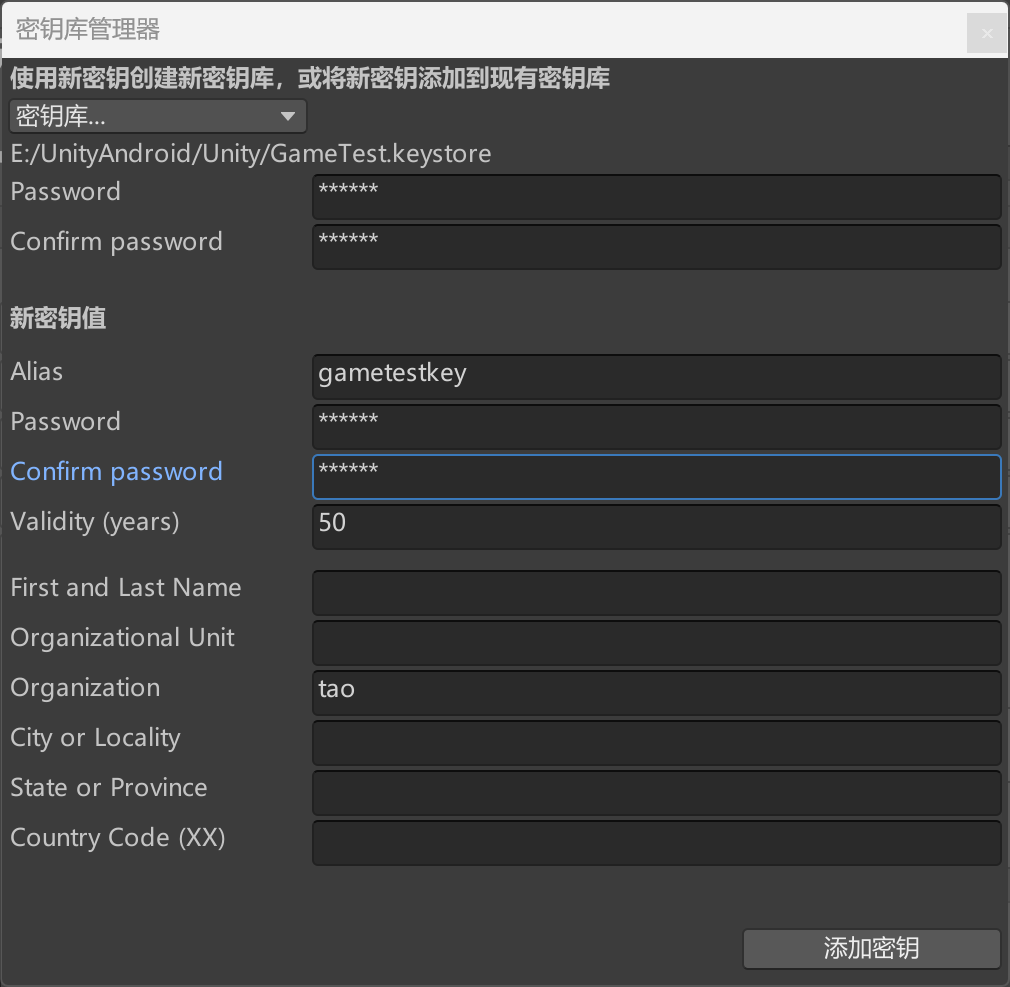 密钥库管理器
使用新密钥创建新密钥库，或将新密钥添加到现有密钥库
密钥库...
E:/UnityAndroid/Unity/GameTest.keystore
Password ******
Confirm password ******
新密钥值
Alias gametestkey
Password ******
Confirm password ******
Validity (years) 50
First and Last Name
Organizational Unit
Organization tao
City or Locality
State or Province
Country Code (XX)
添加密钥